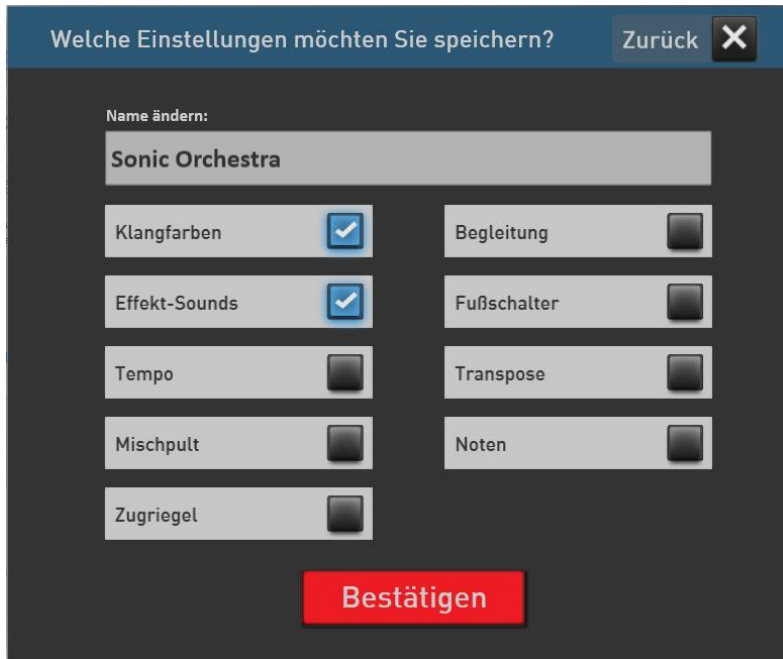 Welche Einstellungen möchten Sie speichern? Zurück
Name ändern:
Sonic Orchestra
Klangfarben Begleitung
Effekt-Sounds Fußschalter
Tempo Transpose
Mischpult Noten
Zugriegel
Bestätigen